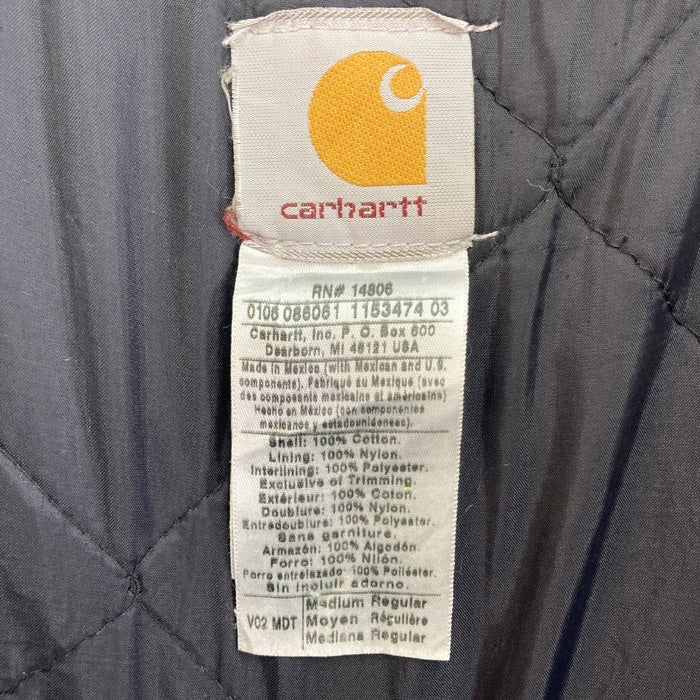 carhartt
RN# 14806
0106 086061 1153474 03
Carhartt, Inc. P. O. Box 600
Dearborn, MI 48121 USA
Made in Mexico (with Mexican and U.S.
components). Fabriqué au Mexique (avec
des composants mexicains et américains)
Hecho en México (con componentes
mexicanos y estadounidenses).
Shell: 100% Cotton.
Lining: 100% Nylon.
Interlining: 100% Polyester.
Exclusive of Trimming
Extérieur: 100% Coton.
Doublure: 100% Nylon.
Entredoublure: 100% Polyester.
Sans garniture.
Armazón: 100% Algodón.
Forro: 100% Nilón.
Forro entrelazado: 100% Poliéster.
Sin incluir adorno.
V02 MDT
Medium Regular
Moyen Régulière
Mediana Regular